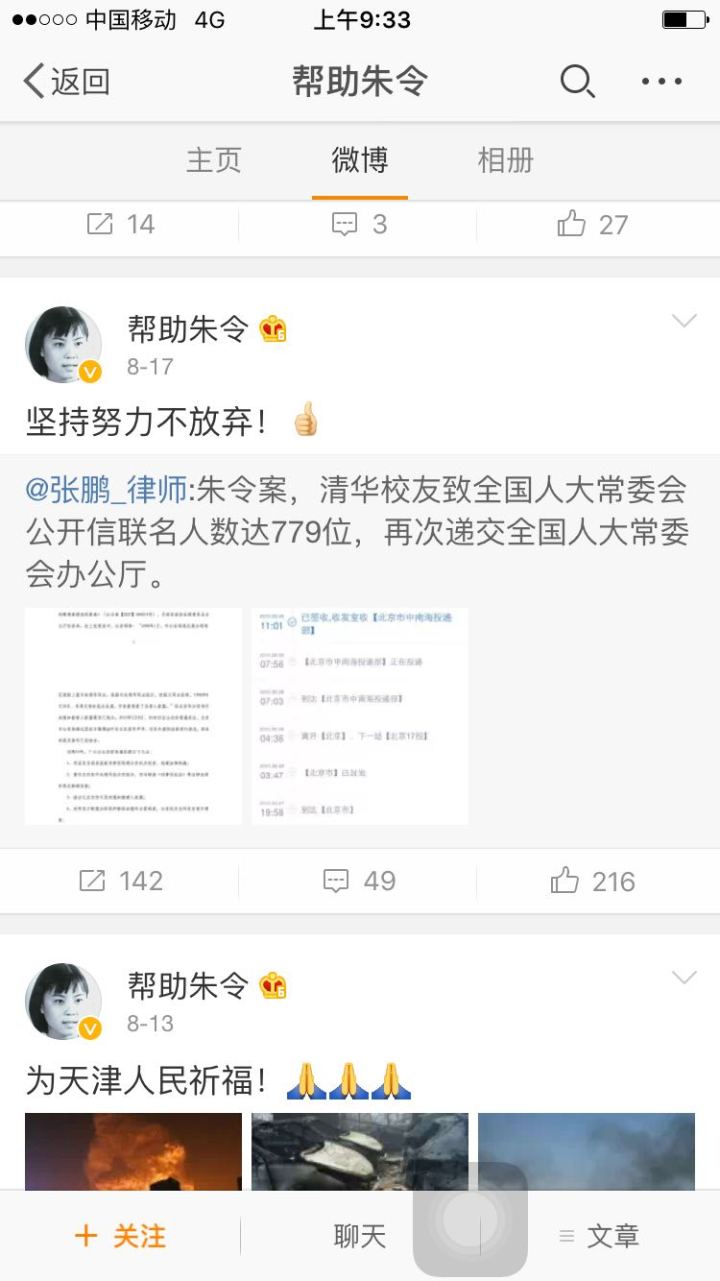 中国移动 4G 上午9:33
返回 帮助朱令
主页 微博 相册
14 3 27
帮助朱令
8-17
坚持努力不放弃！
@张鹏_律师:朱令案，清华校友致全国人大常委会
公开信联名人数达779位，再次递交全国人大常委
会办公厅。
11:01 已签收,收发室收【北京市中南海投递
部】
07:56 【北京市中南海投递部】正在投递
07:03 到达【北京市中南海投递部】
04:36 离开【北京】，下一站【北京17招】
03:47 【北京市】已封发
19:58 到达【北京市】
142 49 216
帮助朱令
8-13
为天津人民祈福！
+ 关注 聊天 文章